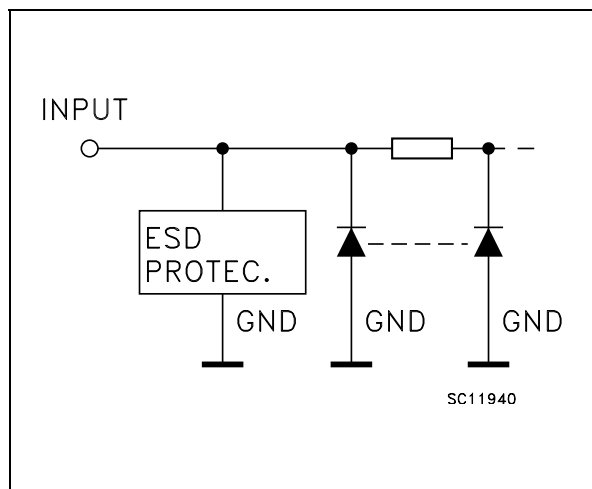 INPUT
ESD
PROTEC.
GND
GND
GND
SC11940